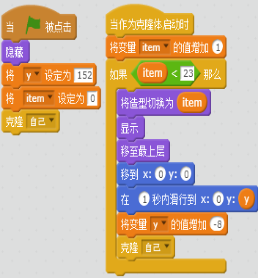 当 被点击
隐藏
将 y 设定为 152
将 item 设定为 0
克隆 自己
当作为克隆体启动时
将变量 item 的值增加 1
如果 item < 23 那么
将造型切换为 item
显示
移至最上层
移到 x: 0 y: 0
在 1 秒内滑行到 x: 0 y: y
将变量 y 的值增加 -8
克隆 自己